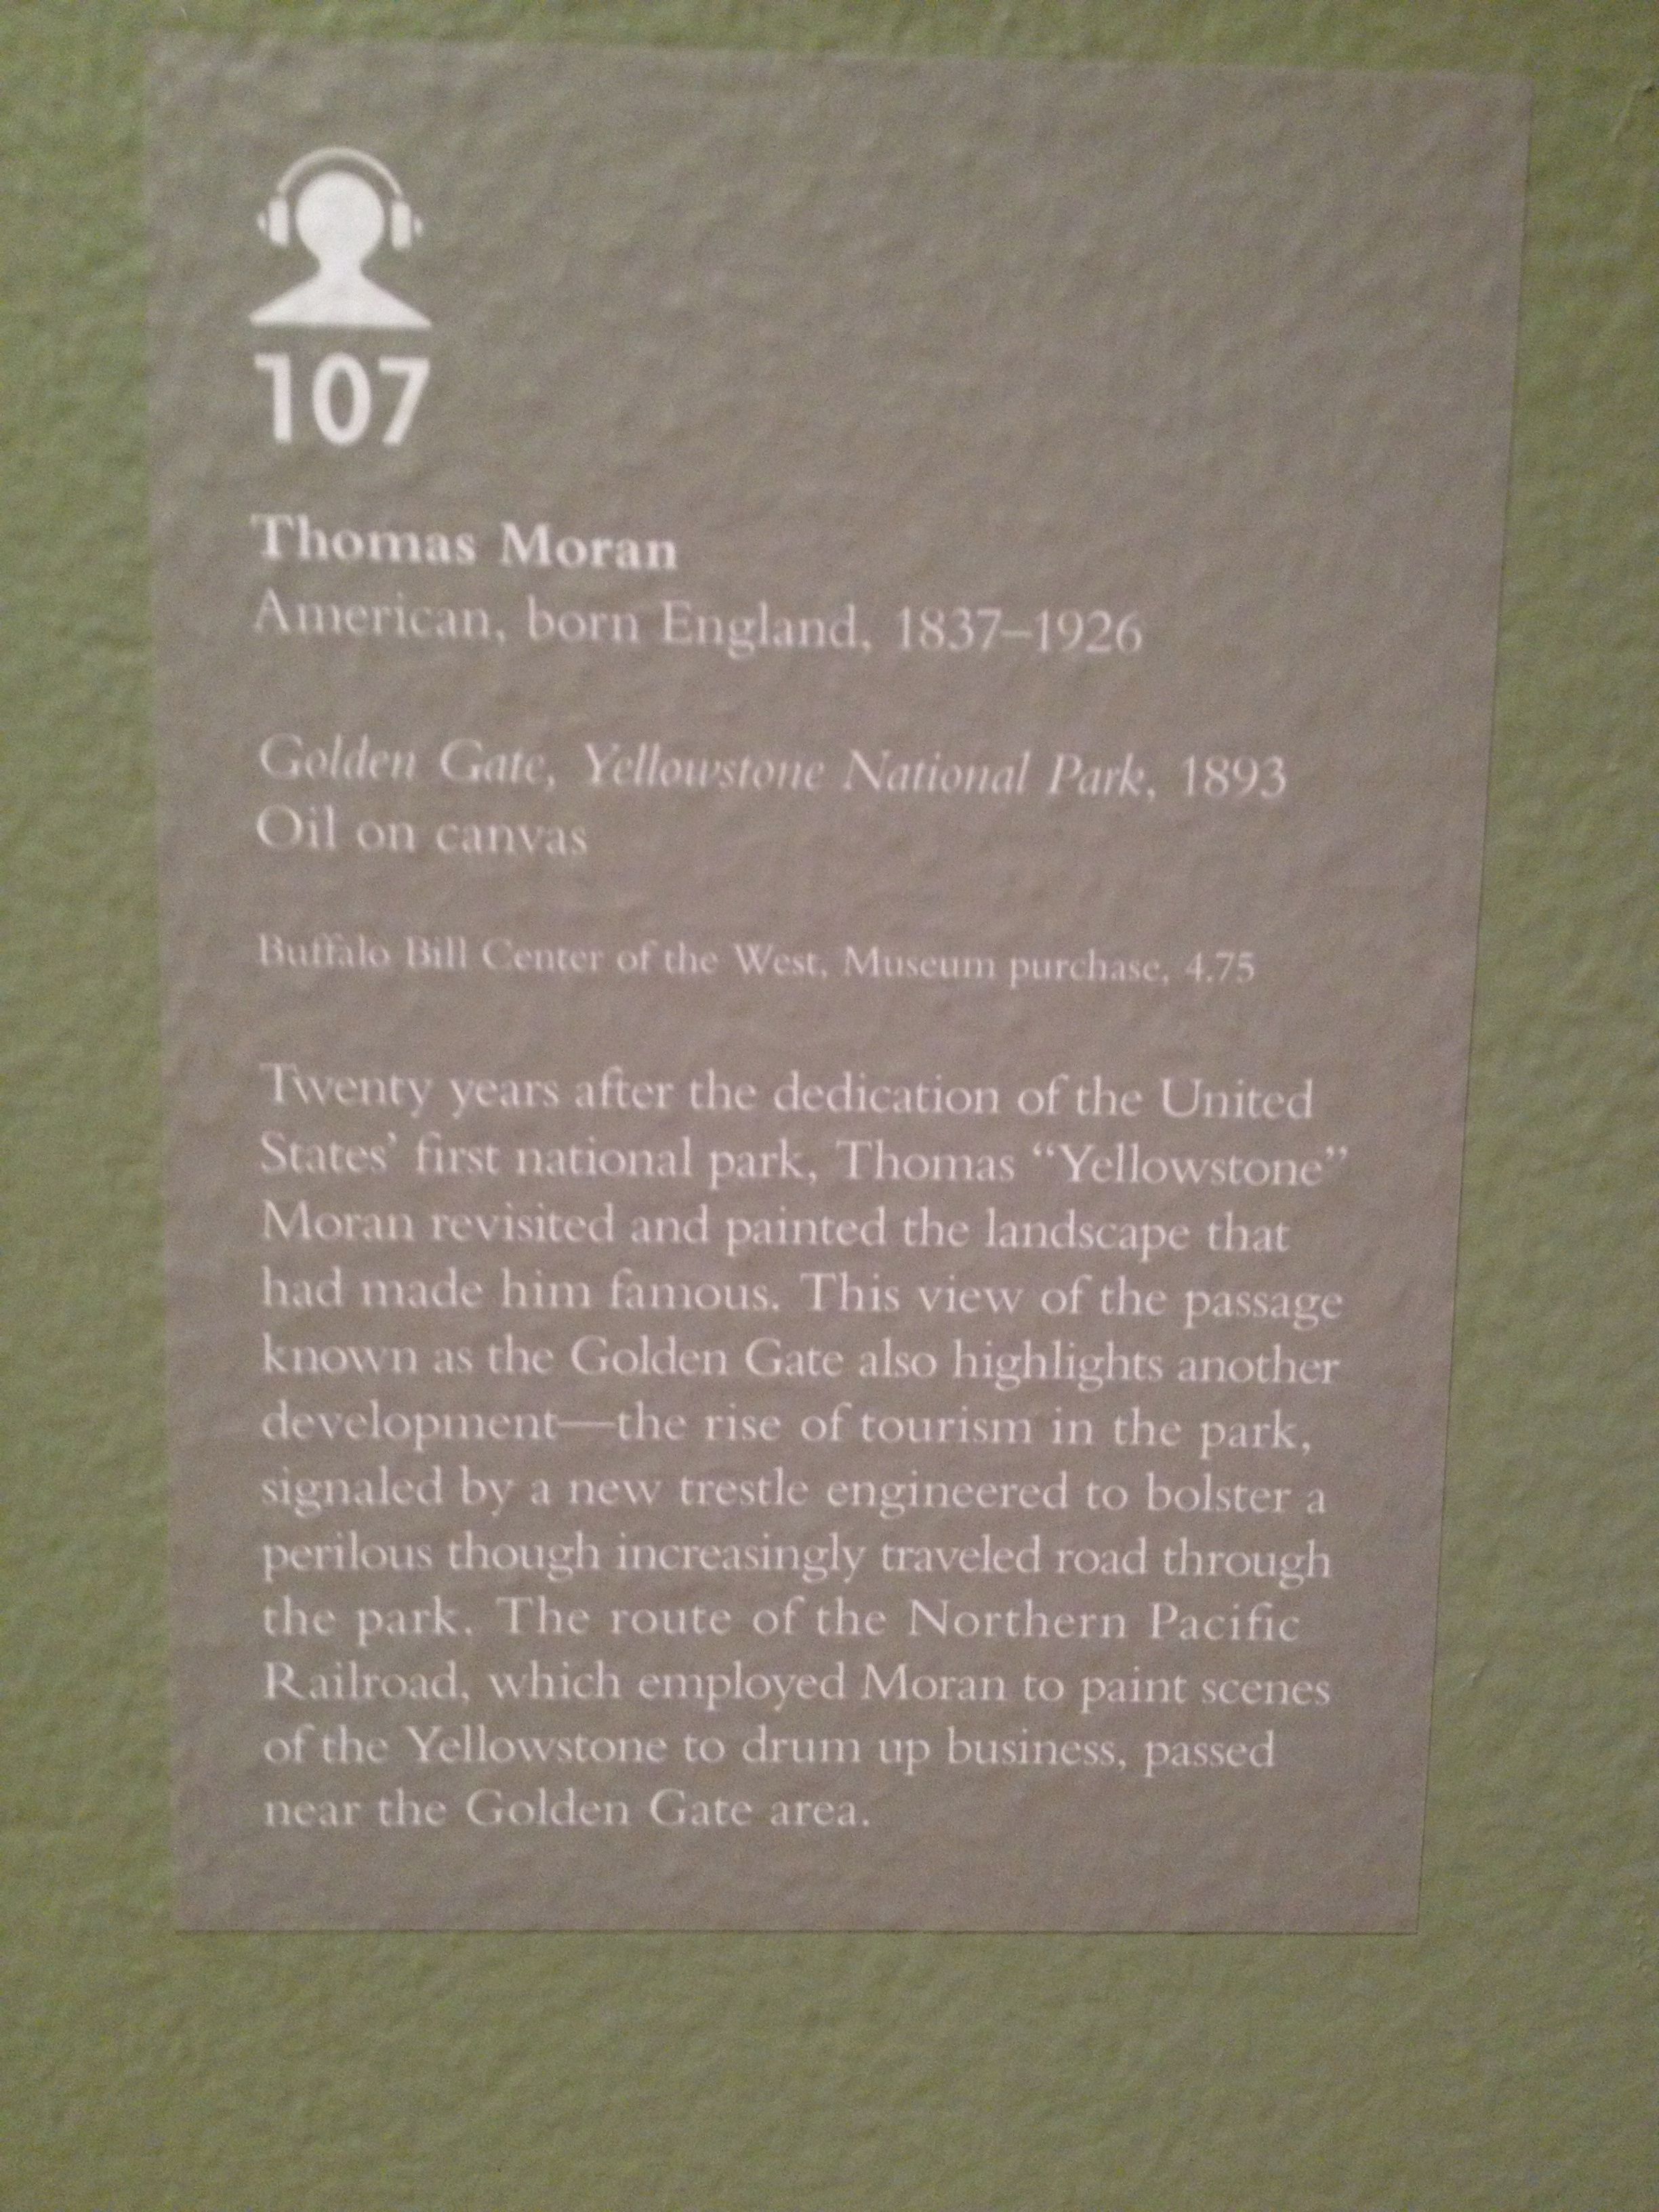 107
Thomas Moran
American, born England, 1837–1926
Golden Gate, Yellowstone National Park, 1893
Oil on canvas
Buffalo Bill Center of the West, Museum purchase, 4.75
Twenty years after the dedication of the United
States’ first national park, Thomas “Yellowstone”
Moran revisited and painted the landscape that
had made him famous. This view of the passage
known as the Golden Gate also highlights another
development—the rise of tourism in the park,
signaled by a new trestle engineered to bolster a
perilous though increasingly traveled road through
the park. The route of the Northern Pacific
Railroad, which employed Moran to paint scenes
of the Yellowstone to drum up business, passed
near the Golden Gate area.